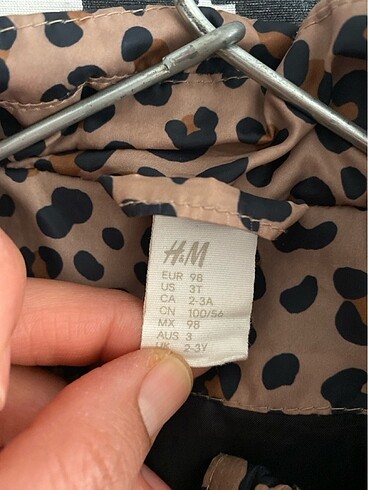 H&M
EUR 98
US 3T
CA 2-3A
CN 100/56
MX 98
AUS 3
UK 2-3Y